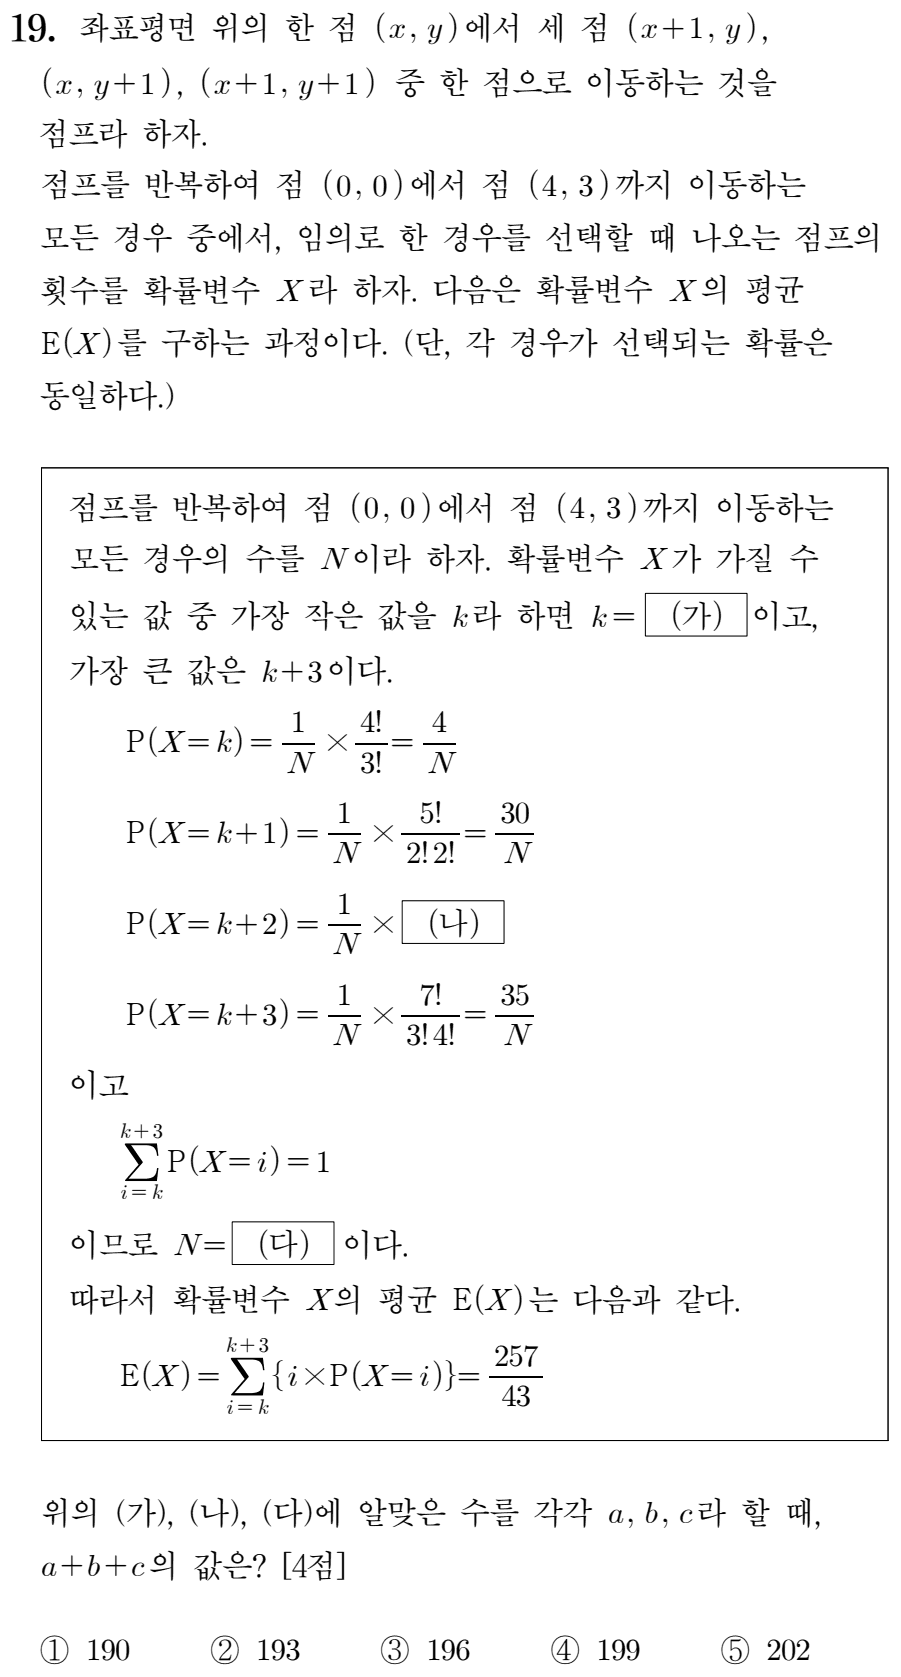 19. 좌표평면 위의 한 점 (x, y)에서 세 점 (x+1, y),
(x, y+1), (x+1, y+1) 중 한 점으로 이동하는 것을
점프라 하자.
점프를 반복하여 점 (0, 0)에서 점 (4, 3)까지 이동하는
모든 경우 중에서, 임의로 한 경우를 선택할 때 나오는 점프의
횟수를 확률변수 X라 하자. 다음은 확률변수 X의 평균
E(X)를 구하는 과정이다. (단, 각 경우가 선택되는 확률은
동일하다.)
점프를 반복하여 점 (0, 0)에서 점 (4, 3)까지 이동하는
모든 경우의 수를 N이라 하자. 확률변수 X가 가질 수
있는 값 중 가장 작은 값을 k라 하면 k= (가) 이고,
가장 큰 값은 k+3이다.
P(X=k)=1/N×4!/3!=4/N
P(X=k+1)=1/N×5!/2!2!=30/N
P(X=k+2)=1/N× (나)
P(X=k+3)=1/N×7!/3!4!=35/N
이고
∑_{i=k}^{k+3} P(X=i)=1
이므로 N= (다) 이다.
따라서 확률변수 X의 평균 E(X)는 다음과 같다.
E(X)=∑_{i=k}^{k+3} {i×P(X=i)}=257/43
위의 (가), (나), (다)에 알맞은 수를 각각 a, b, c라 할 때,
a+b+c의 값은? [4점]
① 190 ② 193 ③ 196 ④ 199 ⑤ 202